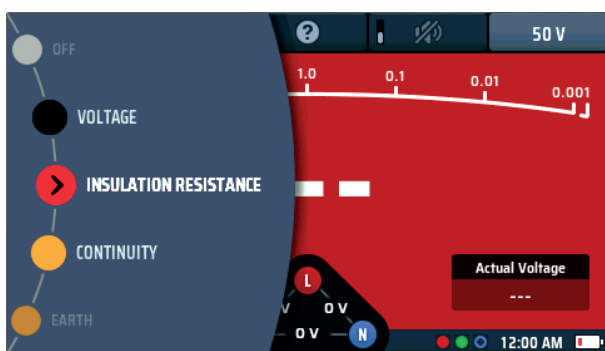 OFF
VOLTAGE
INSULATION RESISTANCE
CONTINUITY
EARTH
?
50 V
1.0
0.1
0.01
0.001
Actual Voltage
---
L
V
0 V
0 V
N
12:00 AM